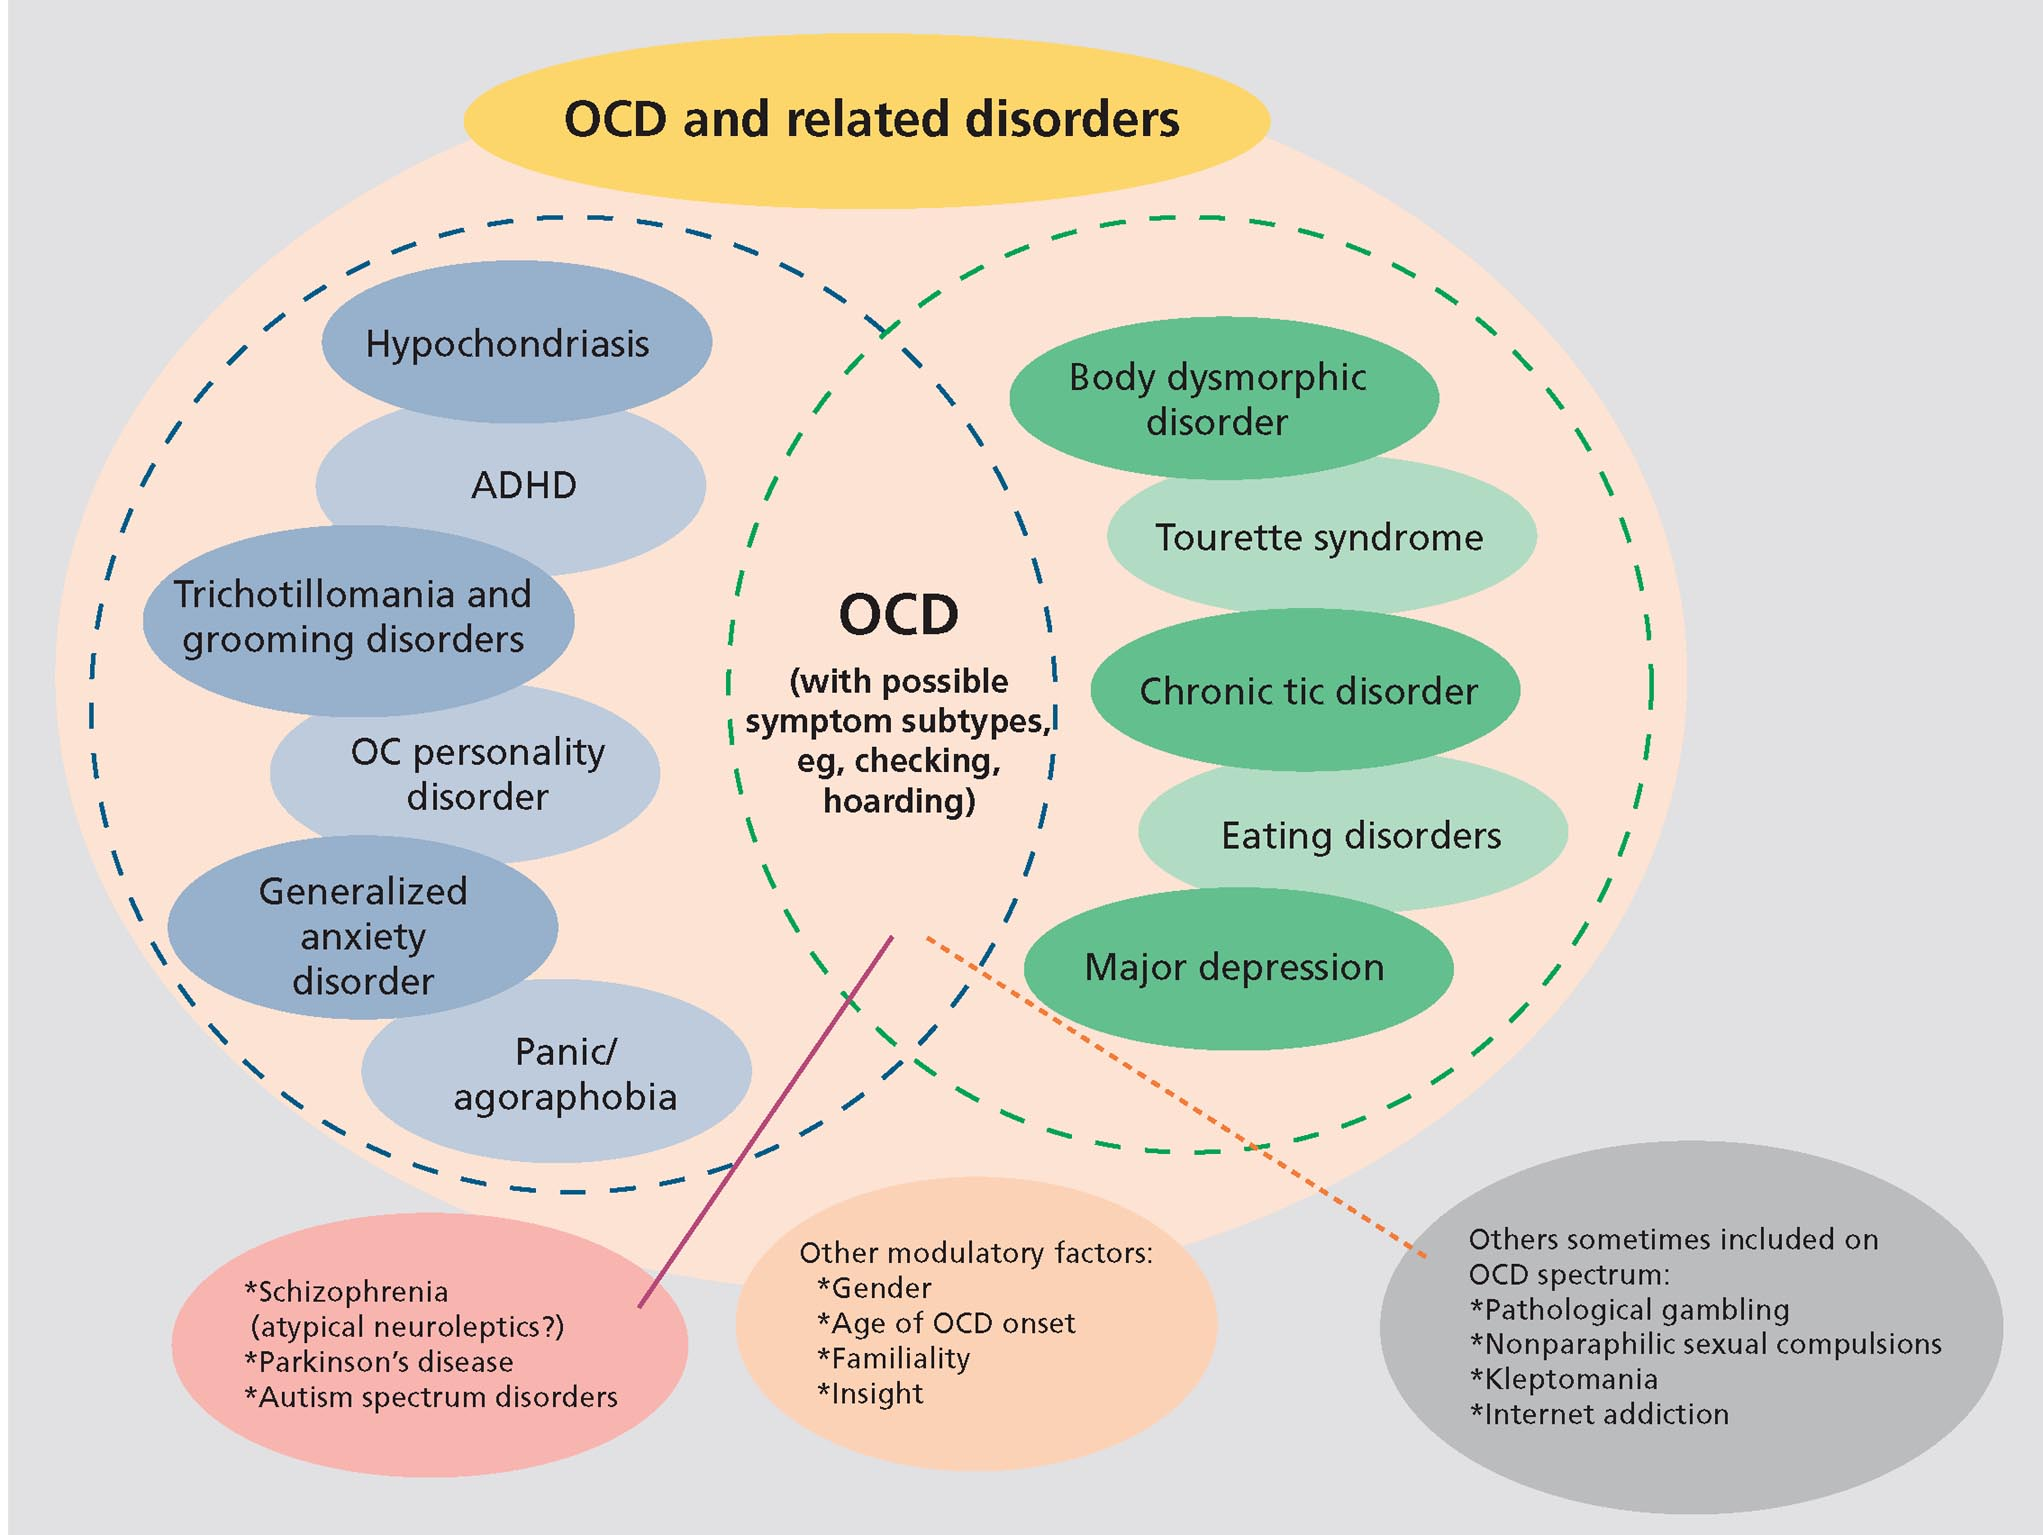 OCD and related disorders
Hypochondriasis
ADHD
Trichotillomania and
grooming disorders
OC personality
disorder
Generalized
anxiety
disorder
Panic/
agoraphobia
OCD
(with possible
symptom subtypes,
eg, checking,
hoarding)
Body dysmorphic
disorder
Tourette syndrome
Chronic tic disorder
Eating disorders
Major depression
*Schizophrenia
(atypical neuroleptics?)
*Parkinson’s disease
*Autism spectrum disorders
Other modulatory factors:
*Gender
*Age of OCD onset
*Familiality
*Insight
Others sometimes included on
OCD spectrum:
*Pathological gambling
*Nonparaphilic sexual compulsions
*Kleptomania
*Internet addiction